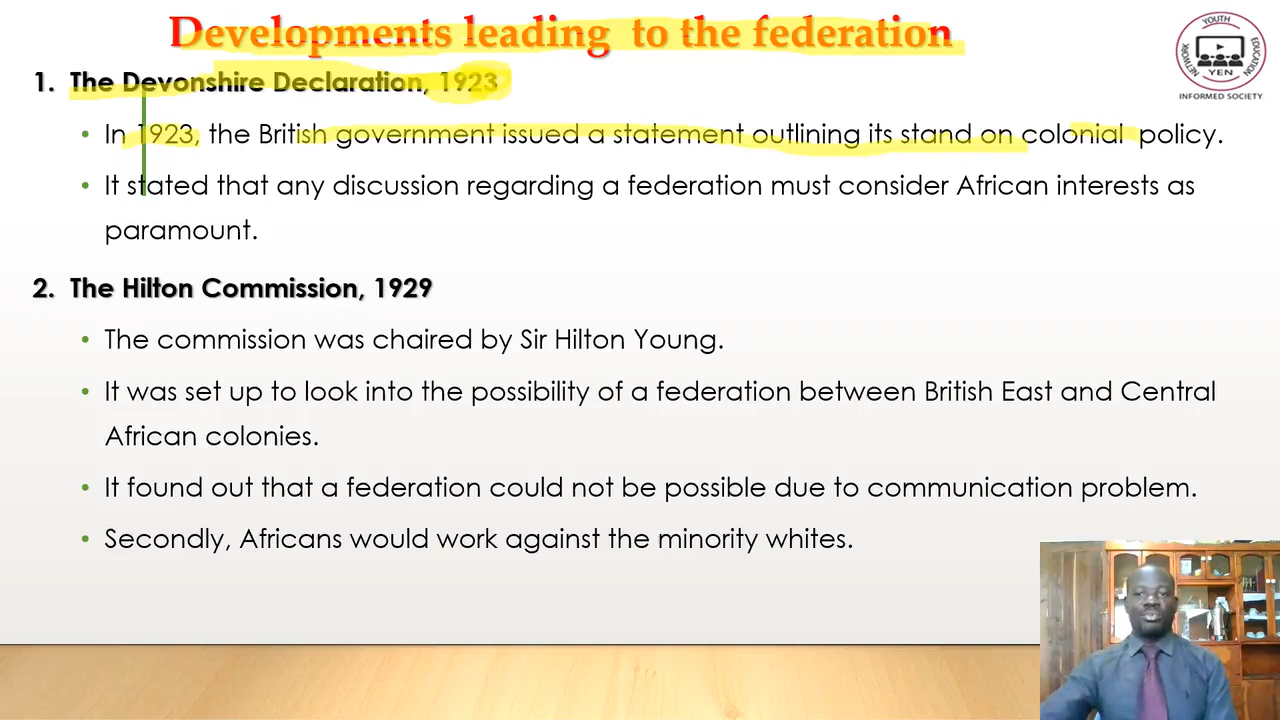 Developments leading to the federation
1. The Devonshire Declaration, 1923
• In 1923, the British government issued a statement outlining its stand on colonial policy.
• It stated that any discussion regarding a federation must consider African interests as
paramount.
2. The Hilton Commission, 1929
• The commission was chaired by Sir Hilton Young.
• It was set up to look into the possibility of a federation between British East and Central
African colonies.
• It found out that a federation could not be possible due to communication problem.
• Secondly, Africans would work against the minority whites.
YOUTH
EDUCATION
NETWORK
YEN
INFORMED SOCIETY